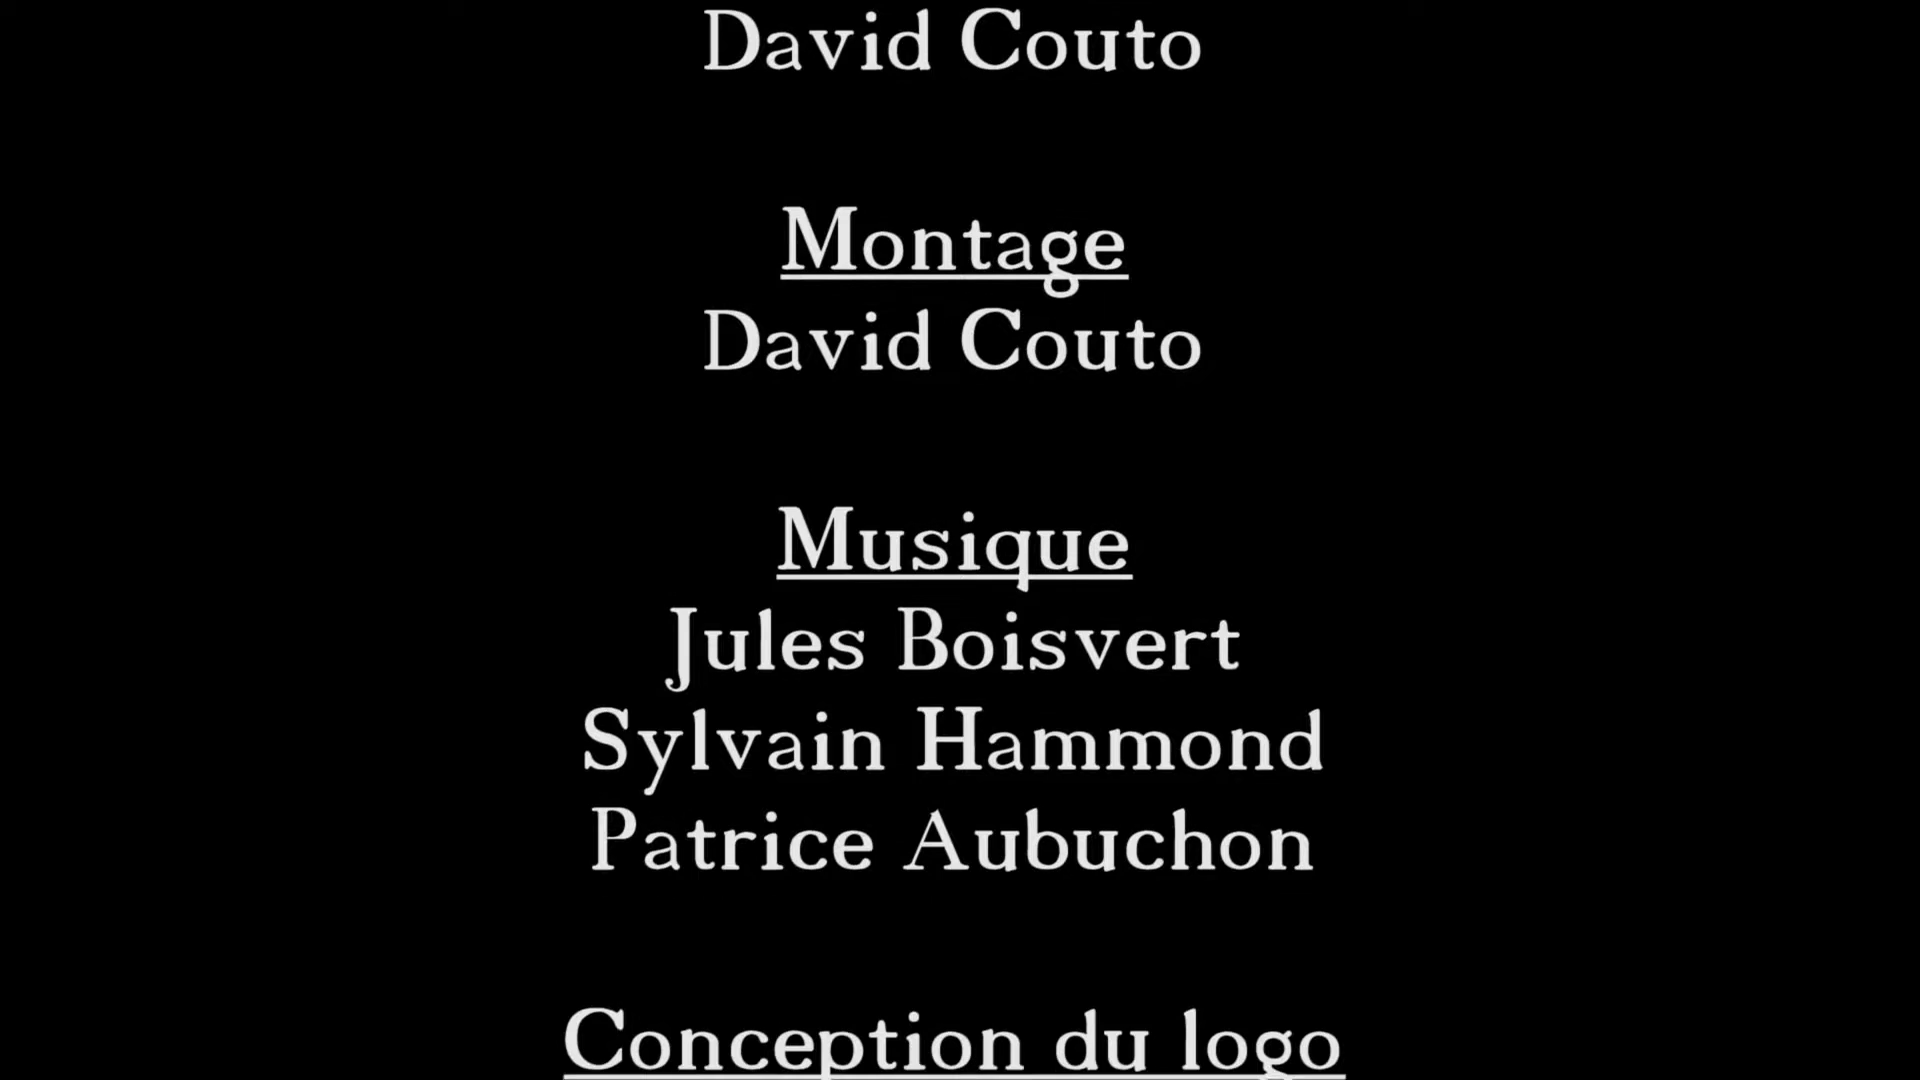 David Couto
Montage
David Couto
Musique
Jules Boisvert
Sylvain Hammond
Patrice Aubuchon
Conception du logo